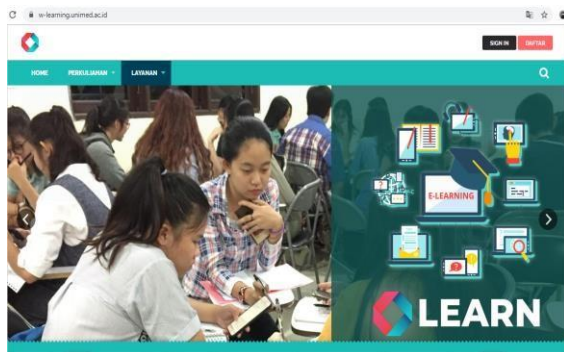 w-learning.unimed.ac.id
SIGN IN DAFTAR
HOME PERKULIAHAN LAYANAN
E-LEARNING
LEARN